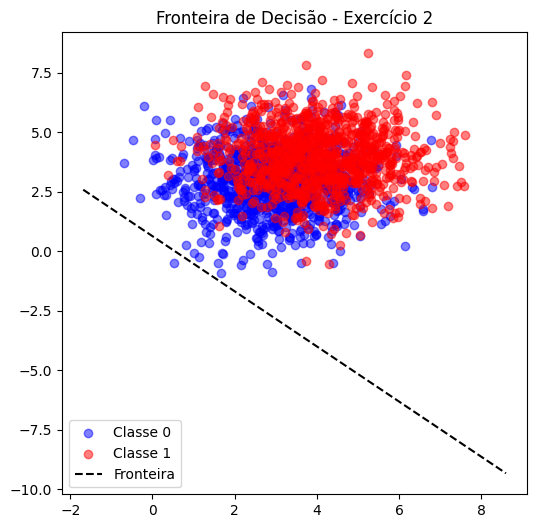 Fronteira de Decisão - Exercício 2
7.5
5.0
2.5
0.0
−2.5
−5.0
−7.5
−10.0
Classe 0
Classe 1
Fronteira
−2 0 2 4 6 8